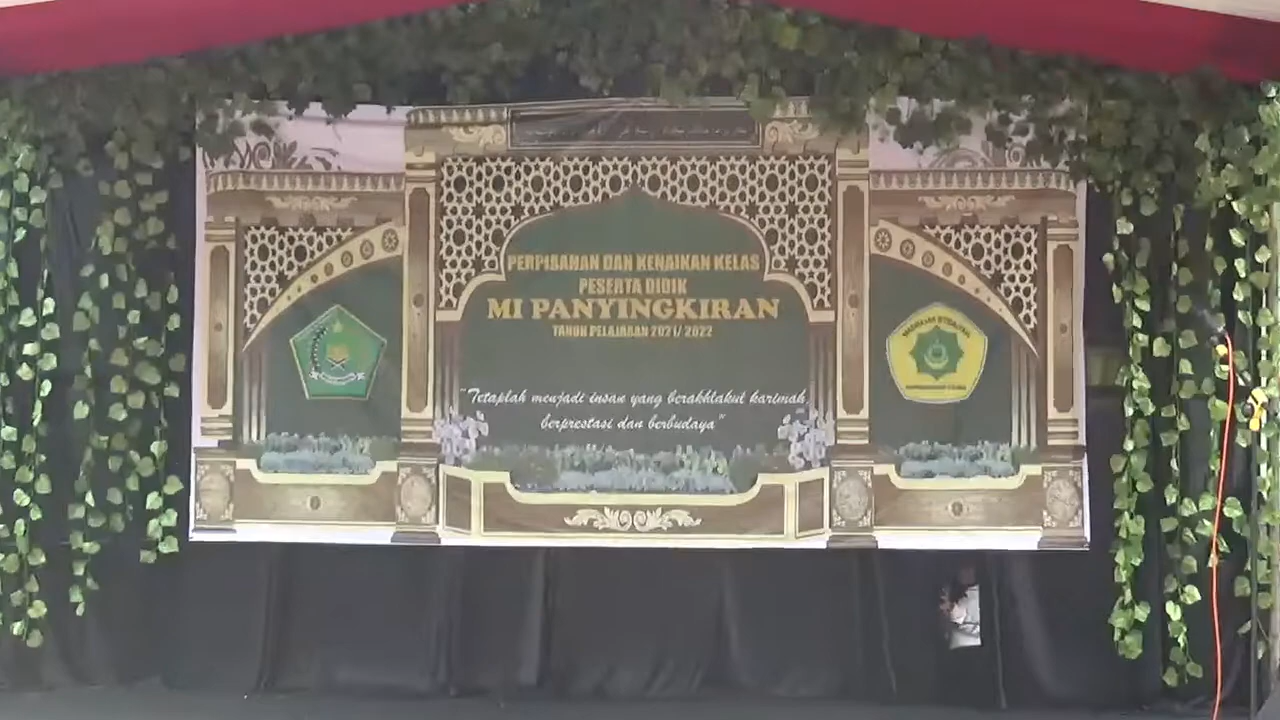 PERPISAHAN DAN KENAIKAN KELAS
PESERTA DIDIK
MI PANYINGKIRAN
TAHUN PELAJARAN 2021/ 2022
"Tetaplah menjadi insan yang berakhlakul karimah,
berprestasi dan berbudaya"